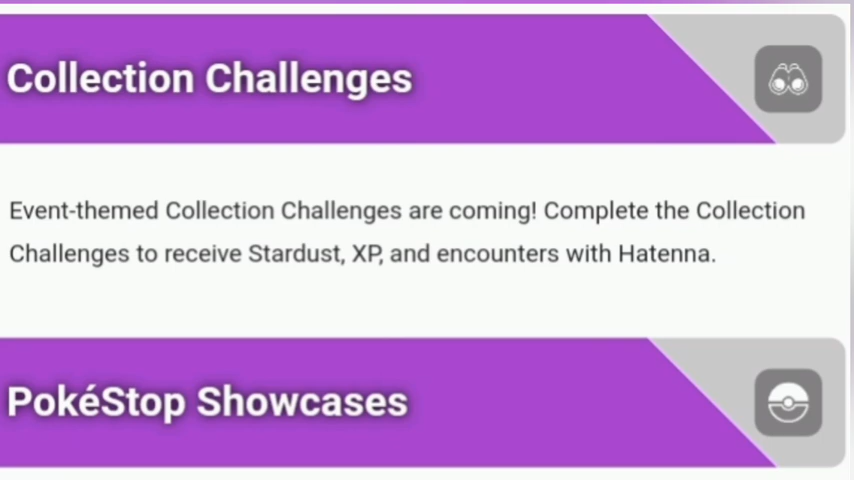 Collection Challenges
Event-themed Collection Challenges are coming! Complete the Collection
Challenges to receive Stardust, XP, and encounters with Hatenna.
PokéStop Showcases